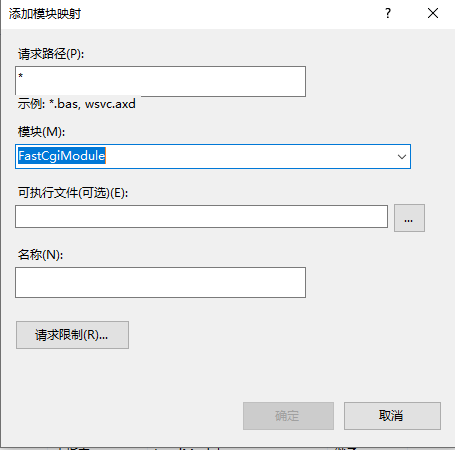 添加模块映射
请求路径(P):
*
示例: *.bas, wsvc.axd
模块(M):
FastCgiModule
可执行文件(可选)(E):
...
名称(N):
请求限制(R)...
确定
取消